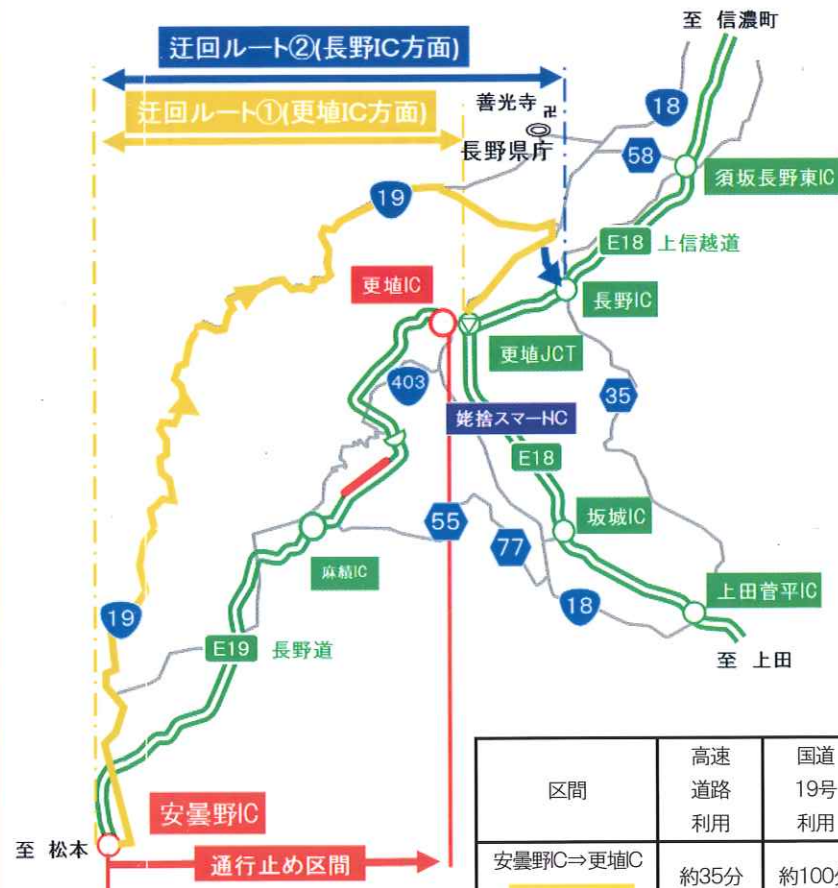 至 信濃町
迂回ルート②(長野IC方面)
迂回ルート①(更埴IC方面)
善光寺
卍
長野県庁
18
58
須坂長野東IC
19
E18 上信越道
更埴IC
長野IC
更埴JCT
403
35
姨捨スマートIC
E18
55
坂城IC
77
麻績IC
19
18
上田菅平IC
E19 長野道
至 上田
安曇野IC
至 松本
通行止め区間
区間
高速
道路
利用
国道
19号
利用
安曇野IC⇒更埴IC
約35分
約100